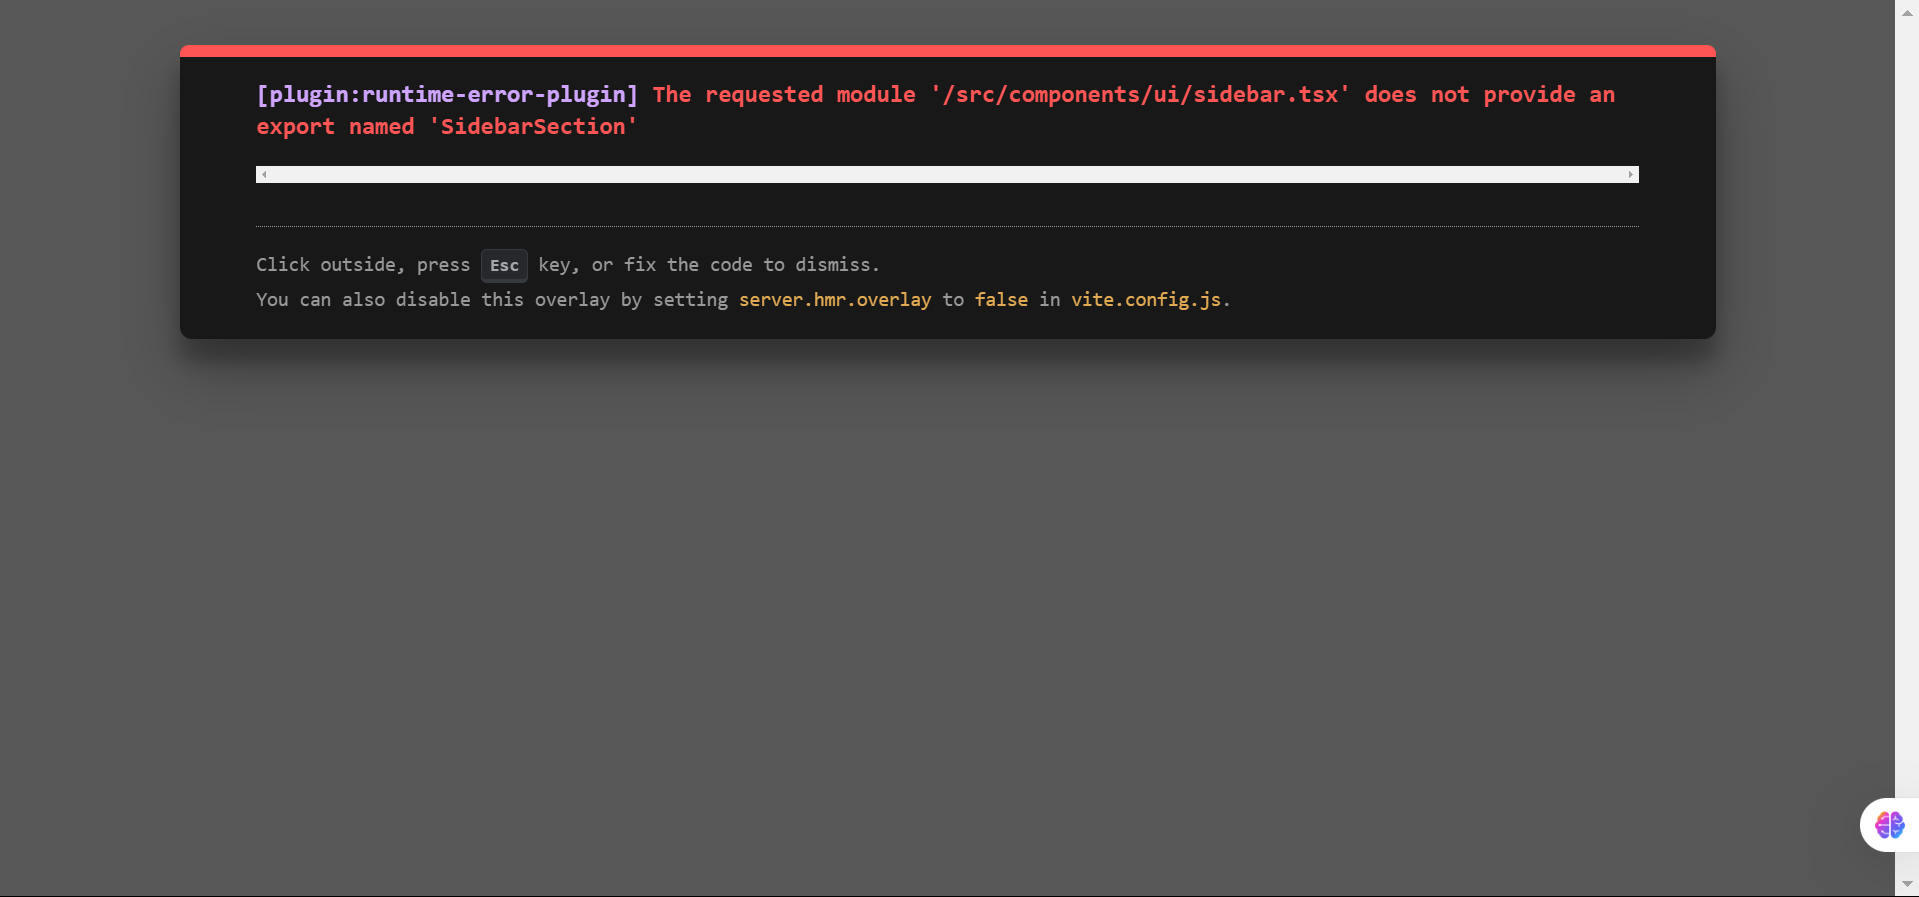 [plugin:runtime-error-plugin] The requested module '/src/components/ui/sidebar.tsx' does not provide an
export named 'SidebarSection'
Click outside, press Esc key, or fix the code to dismiss.
You can also disable this overlay by setting server.hmr.overlay to false in vite.config.js.